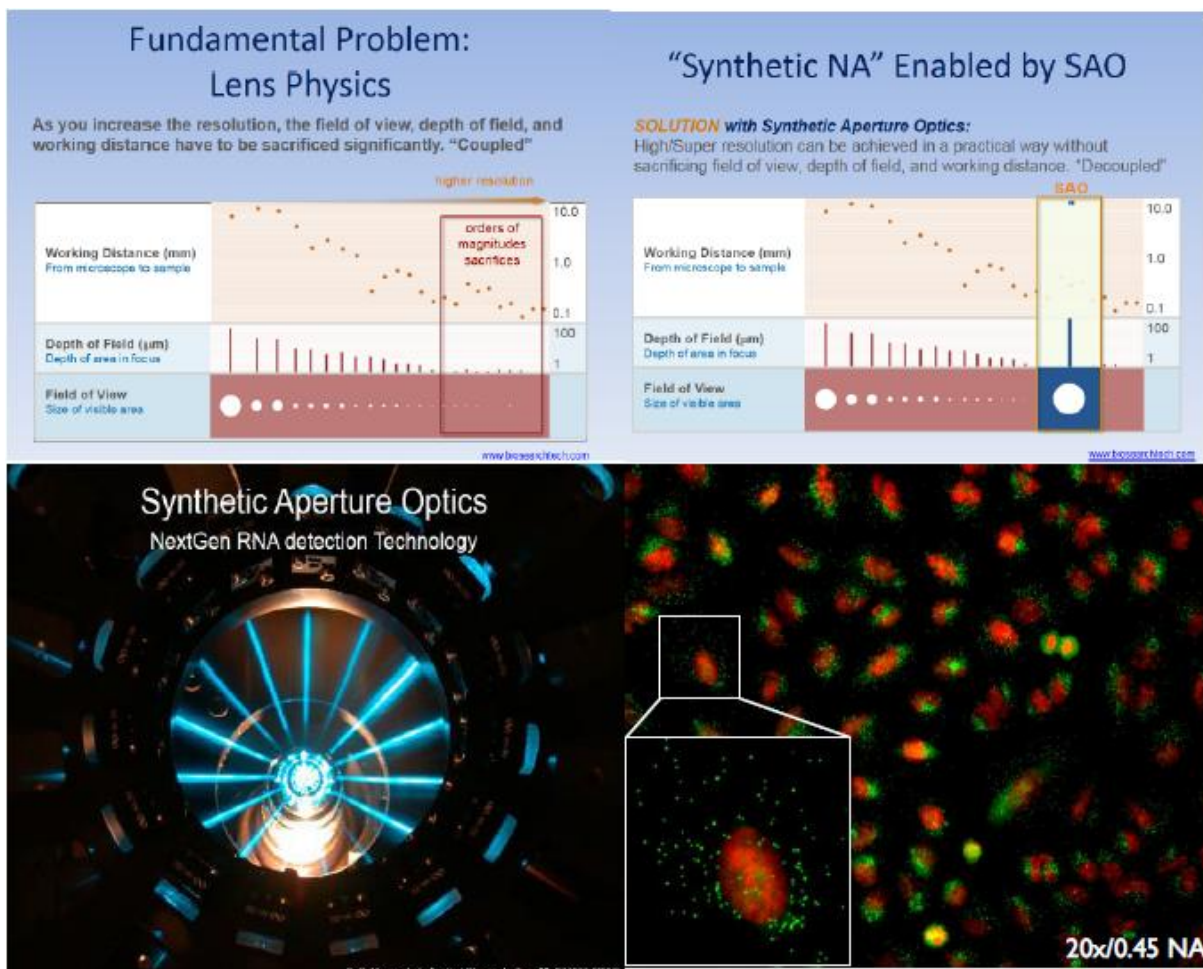 Fundamental Problem:
Lens Physics
As you increase the resolution, the field of view, depth of field, and
working distance have to be sacrificed significantly. “Coupled”
higher resolution
orders of
magnitudes
sacrifices
Working Distance (mm)
From microscope to sample
10.0
1.0
0.1
Depth of Field (μm)
Depth of area in focus
100
1
Field of View
Size of visible area
www.biosearchtech.com
“Synthetic NA” Enabled by SAO
SOLUTION with Synthetic Aperture Optics:
High/Super resolution can be achieved in a practical way without
sacrificing field of view, depth of field, and working distance. "Decoupled"
SAO
Working Distance (mm)
From microscope to sample
10.0
1.0
0.1
Depth of Field (μm)
Depth of area in focus
100
1
Field of View
Size of visible area
www.biosearchtech.com
Synthetic Aperture Optics
NextGen RNA detection Technology
20x/0.45 NA